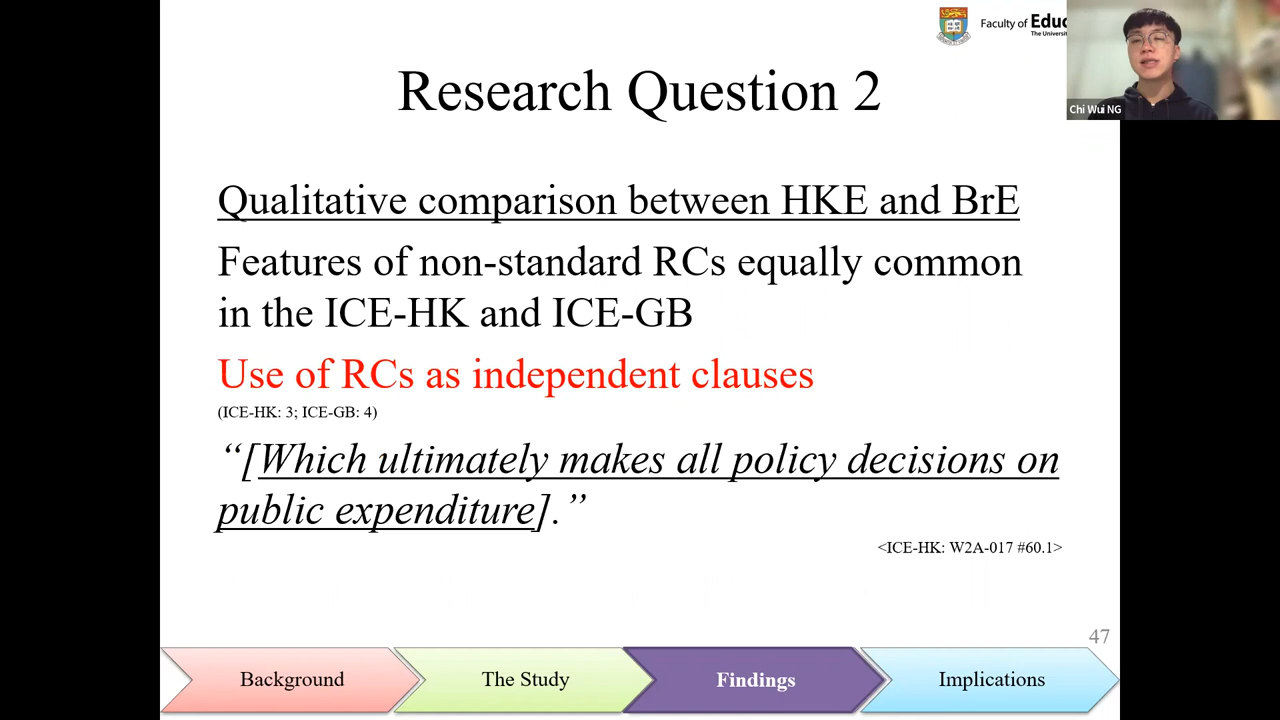 Faculty of Educ
The Univers
Chi Wui NG
Research Question 2
Qualitative comparison between HKE and BrE
Features of non-standard RCs equally common
in the ICE-HK and ICE-GB
Use of RCs as independent clauses
(ICE-HK: 3; ICE-GB: 4)
“[Which ultimately makes all policy decisions on
public expenditure].”
<ICE-HK: W2A-017 #60.1>
47
Background
The Study
Findings
Implications